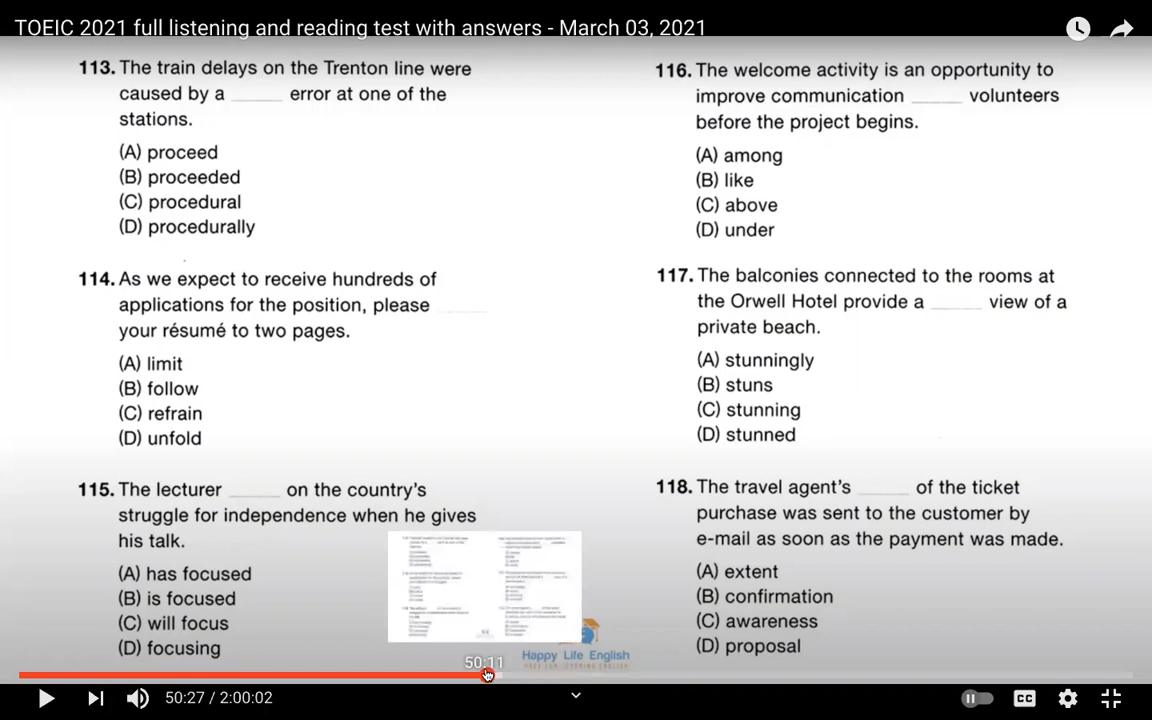 TOEIC 2021 full listening and reading test with answers - March 03, 2021
113. The train delays on the Trenton line were
caused by a ______ error at one of the
stations.
(A) proceed
(B) proceeded
(C) procedural
(D) procedurally
114. As we expect to receive hundreds of
applications for the position, please ______
your résumé to two pages.
(A) limit
(B) follow
(C) refrain
(D) unfold
115. The lecturer ______ on the country's
struggle for independence when he gives
his talk.
(A) has focused
(B) is focused
(C) will focus
(D) focusing
116. The welcome activity is an opportunity to
improve communication ______ volunteers
before the project begins.
(A) among
(B) like
(C) above
(D) under
117. The balconies connected to the rooms at
the Orwell Hotel provide a ______ view of a
private beach.
(A) stunningly
(B) stuns
(C) stunning
(D) stunned
118. The travel agent's ______ of the ticket
purchase was sent to the customer by
e-mail as soon as the payment was made.
(A) extent
(B) confirmation
(C) awareness
(D) proposal
Happy Life English
50:11
50:27 / 2:00:02
CC